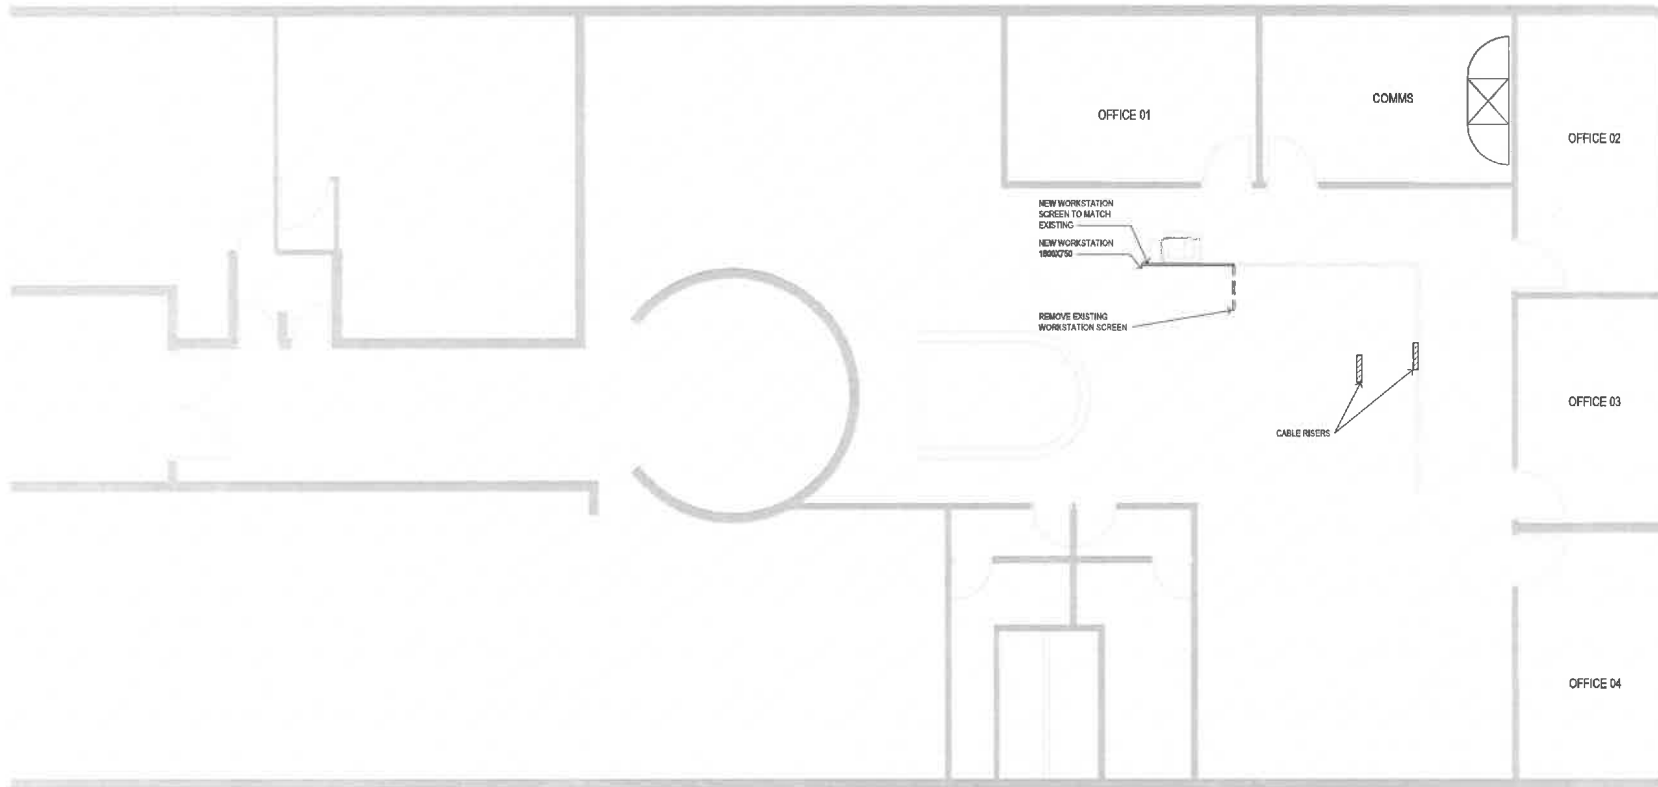 OFFICE 01
COMMS
OFFICE 02
NEW WORKSTATION
SCREEN TO MATCH
EXISTING
NEW WORKSTATION
1800X750
REMOVE EXISTING
WORKSTATION SCREEN
OFFICE 03
CABLE RISERS
OFFICE 04